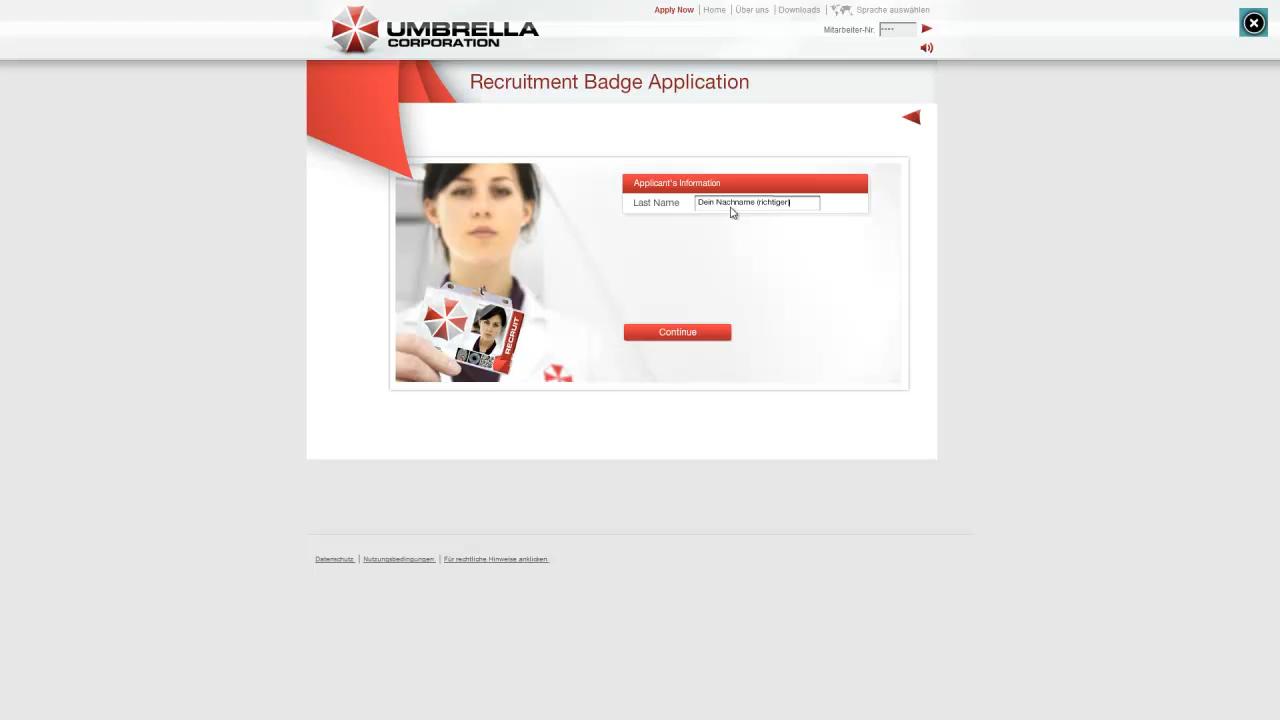 Apply Now | Home | Über uns | Downloads | Sprache auswählen
UMBRELLA
CORPORATION
Mitarbeiter-Nr. ----
Recruitment Badge Application
Applicant's Information
Last Name Dein Nachname (richtiger)
RECRUIT
Continue
Datenschutz | Nutzungsbedingungen | Für rechtliche Hinweise anklicken